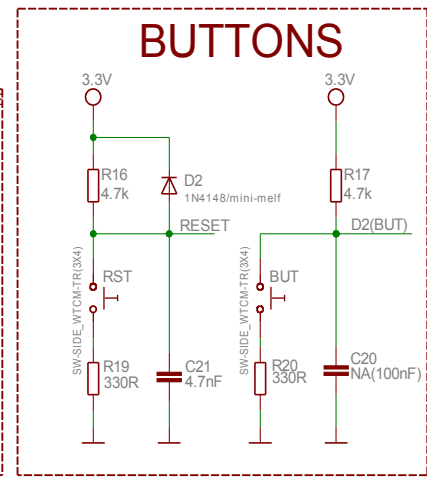 BUTTONS
3.3V
3.3V
R16
4.7k
D2
1N4148/mini-melf
R17
4.7k
RESET
D2(BUT)
SW-SIDE_WTCM-TR(3X4)
RST
SW-SIDE_WTCM-TR(3X4)
BUT
R19
330R
C21
4.7nF
R20
330R
C20
NA(100nF)